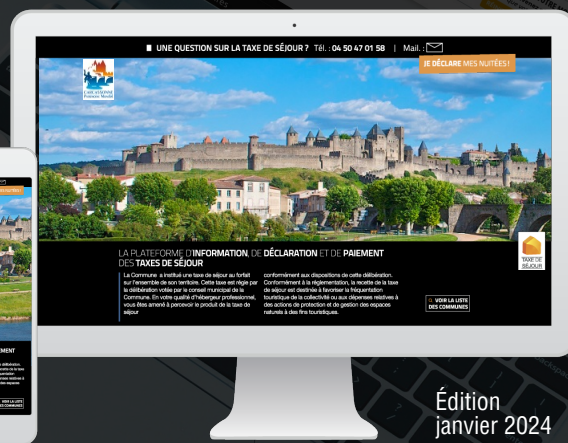 UNE QUESTION SUR LA TAXE DE SÉJOUR ? Tél. : 04 50 47 01 58 | Mail. :
JE DÉCLARE MES NUITÉES !
CARCASSONNE
LA PLATEFORME D'INFORMATION, DE DÉCLARATION ET DE PAIEMENT
DES TAXES DE SÉJOUR
La Commune a institué une taxe de séjour au forfait
sur l'ensemble de son territoire. Cette taxe est régie par
la délibération votée par le conseil municipal de la
Commune. En votre qualité d'hébergeur professionnel,
vous êtes amené à percevoir le produit de la taxe de
séjour
conformément aux dispositions de cette délibération.
Conformément à la réglementation, la recette de la taxe
de séjour est destinée à favoriser la fréquentation
touristique de la collectivité ou aux dépenses relatives à
des actions de protection et de gestion des espaces
naturels à des fins touristiques.
TAXE DE
SÉJOUR
VOIR LA LISTE
DES COMMUNES
Édition
janvier 2024